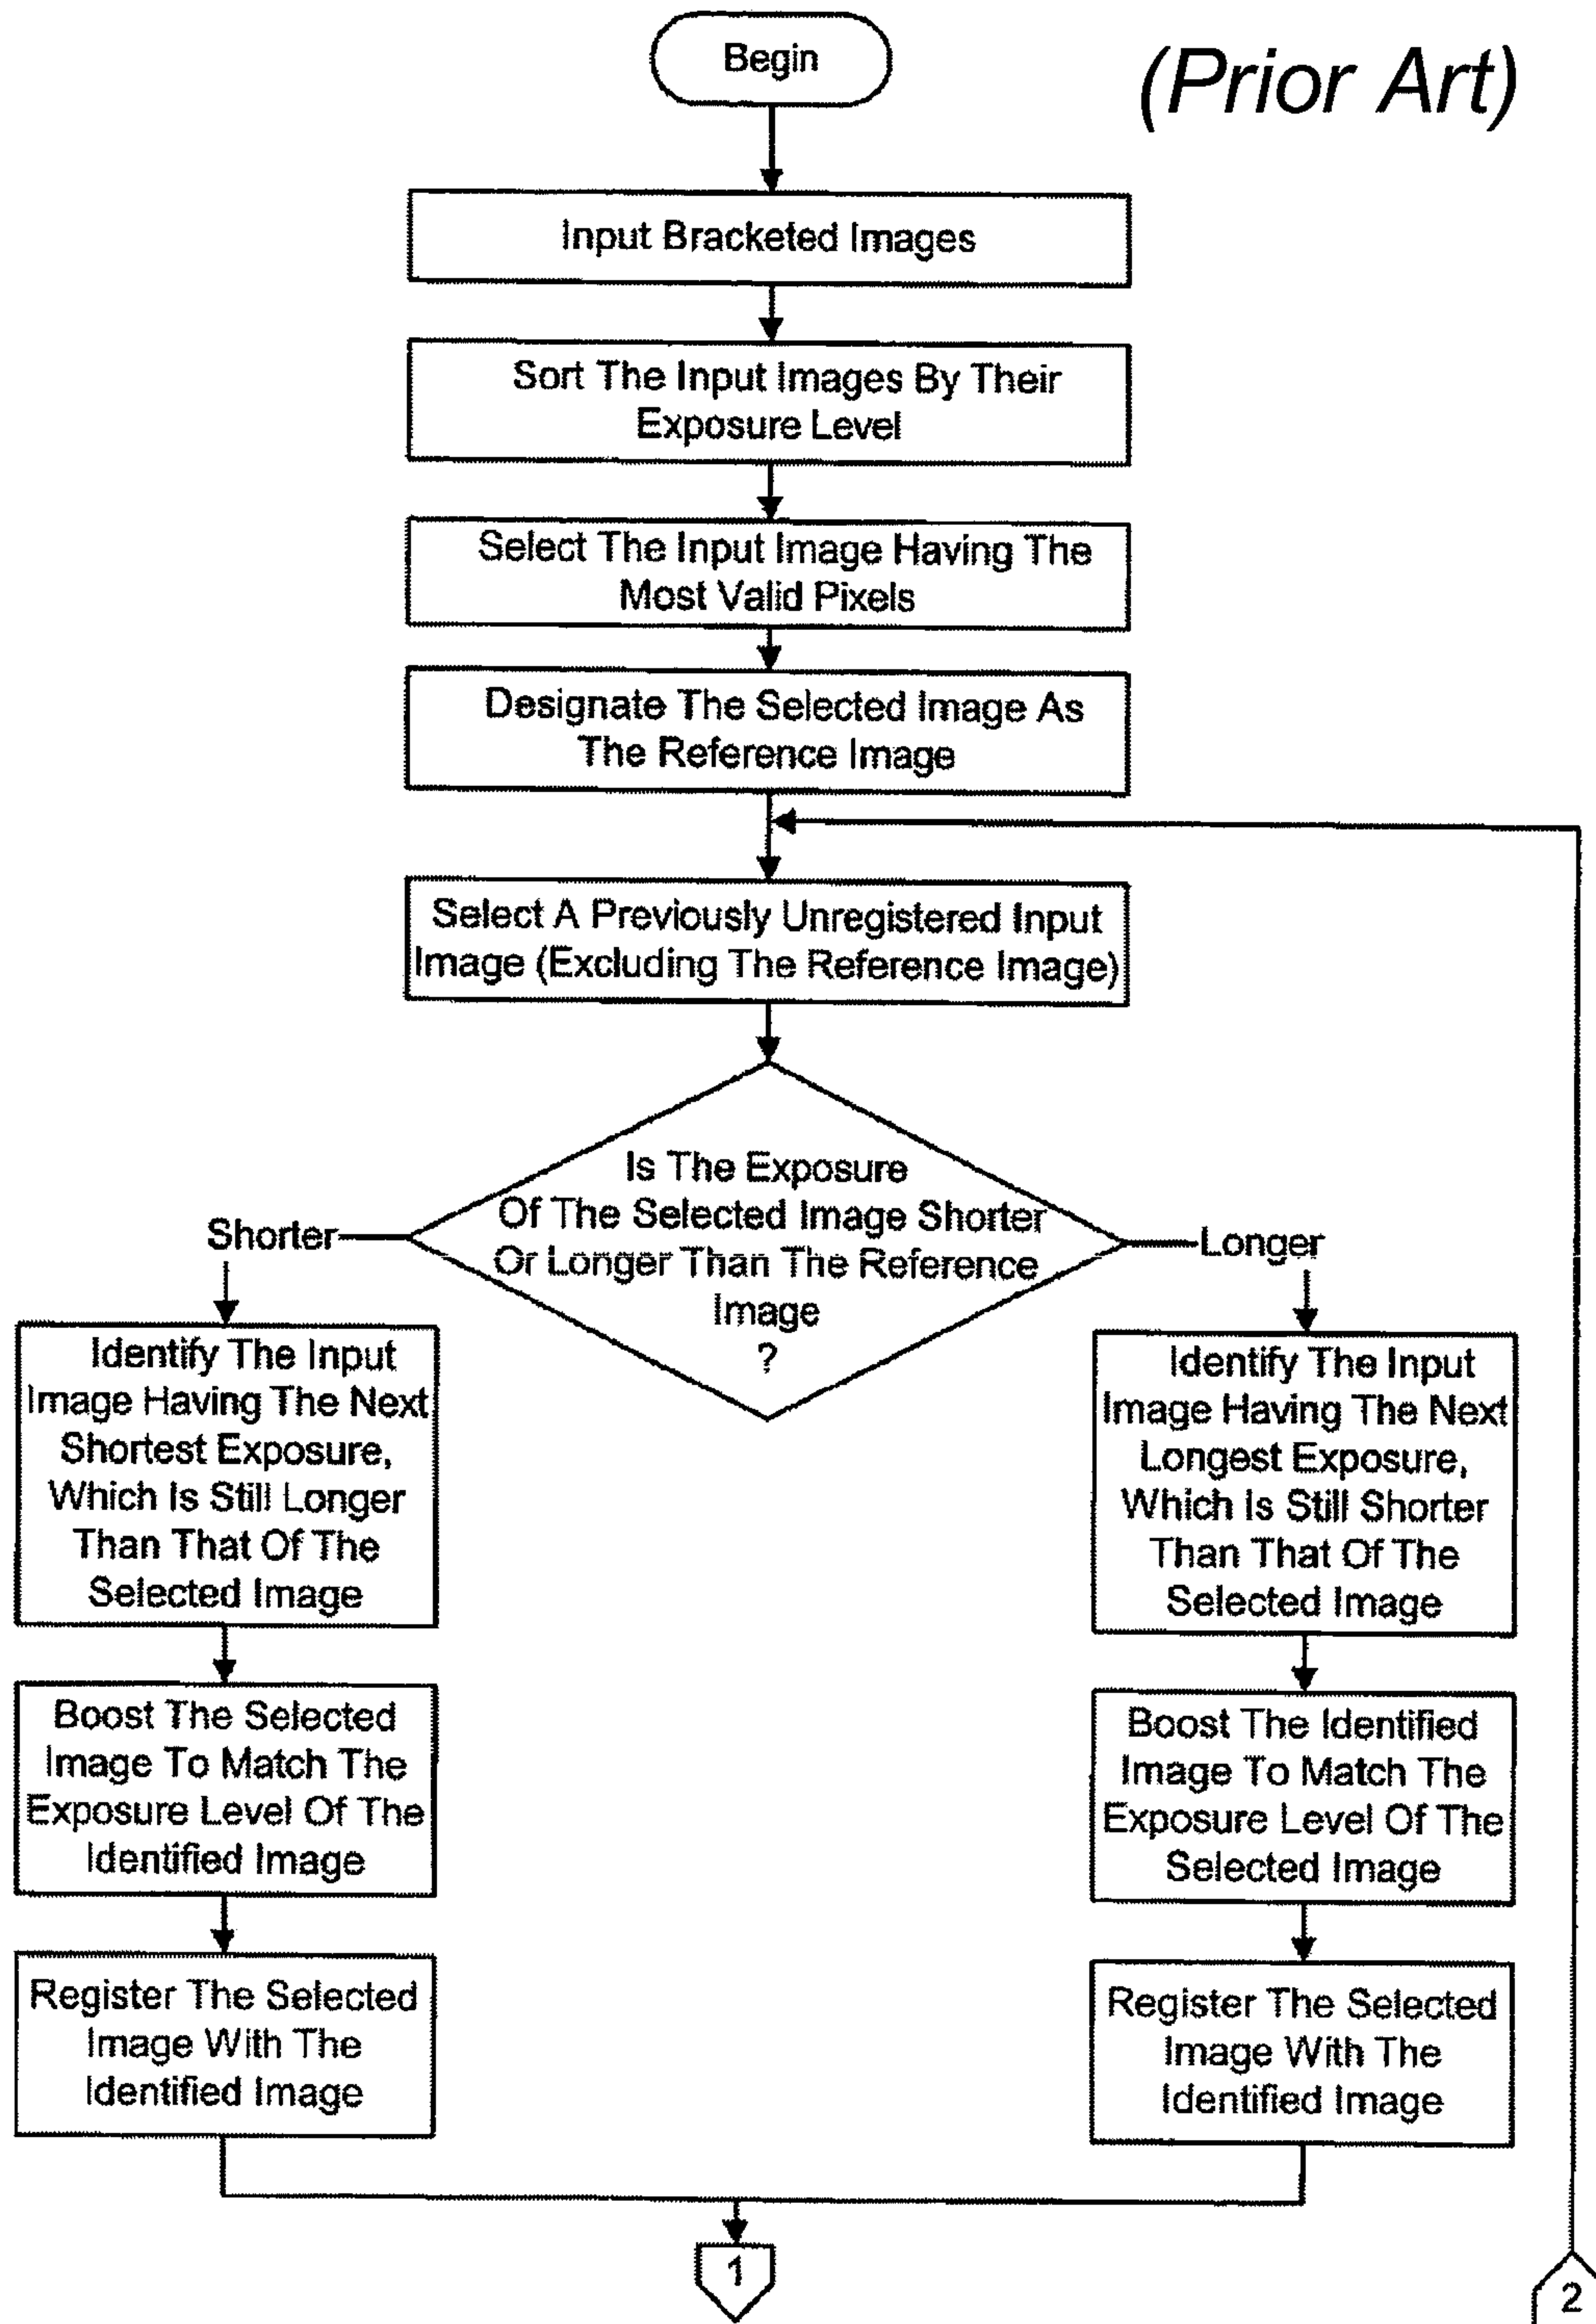 Begin
(Prior Art)
Input Bracketed Images
Sort The Input Images By Their
Exposure Level
Select The Input Image Having The
Most Valid Pixels
Designate The Selected Image As
The Reference Image
Select A Previously Unregistered Input
Image (Excluding The Reference Image)
Is The Exposure
Of The Selected Image Shorter
Or Longer Than The Reference
Image
?
Shorter
Longer
Identify The Input
Image Having The Next
Shortest Exposure,
Which Is Still Longer
Than That Of The
Selected Image
Boost The Selected
Image To Match The
Exposure Level Of The
Identified Image
Register The Selected
Image With The
Identified Image
Identify The Input
Image Having The Next
Longest Exposure,
Which Is Still Shorter
Than That Of The
Selected Image
Boost The Identified
Image To Match The
Exposure Level Of The
Selected Image
Register The Selected
Image With The
Identified Image
1
2